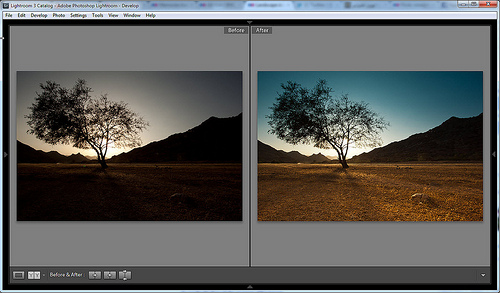 Lightroom 3 Catalog - Adobe Photoshop Lightroom - Develop
File Edit Develop Photo Settings Tools View Window Help
Before After
Before & After